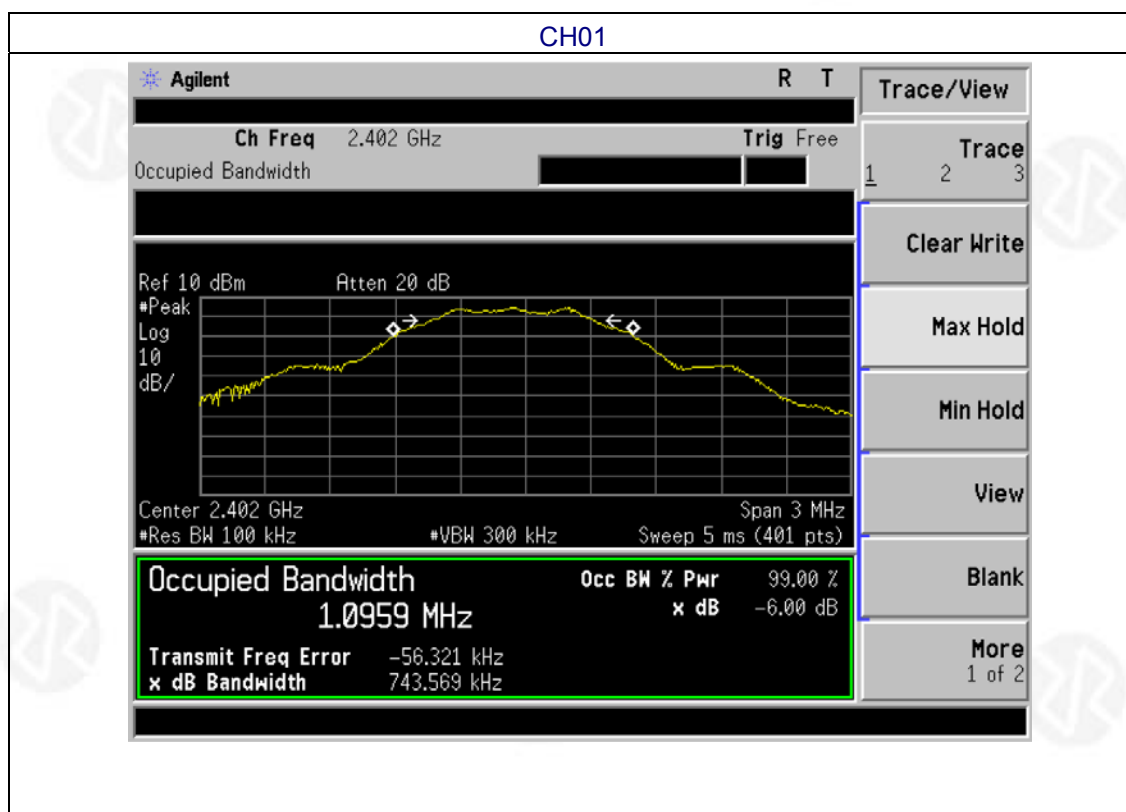 CH01
Agilent
R T
Ch Freq 2.402 GHz
Trig Free
Occupied Bandwidth
Ref 10 dBm
Atten 20 dB
#Peak
Log
10
dB/
Center 2.402 GHz
Span 3 MHz
#Res BW 100 kHz
#VBW 300 kHz
Sweep 5 ms (401 pts)
Occupied Bandwidth
1.0959 MHz
Occ BW % Pwr 99.00 %
x dB -6.00 dB
Transmit Freq Error -56.321 kHz
x dB Bandwidth 743.569 kHz
Trace/View
Trace
1 2 3
Clear Write
Max Hold
Min Hold
View
Blank
More
1 of 2